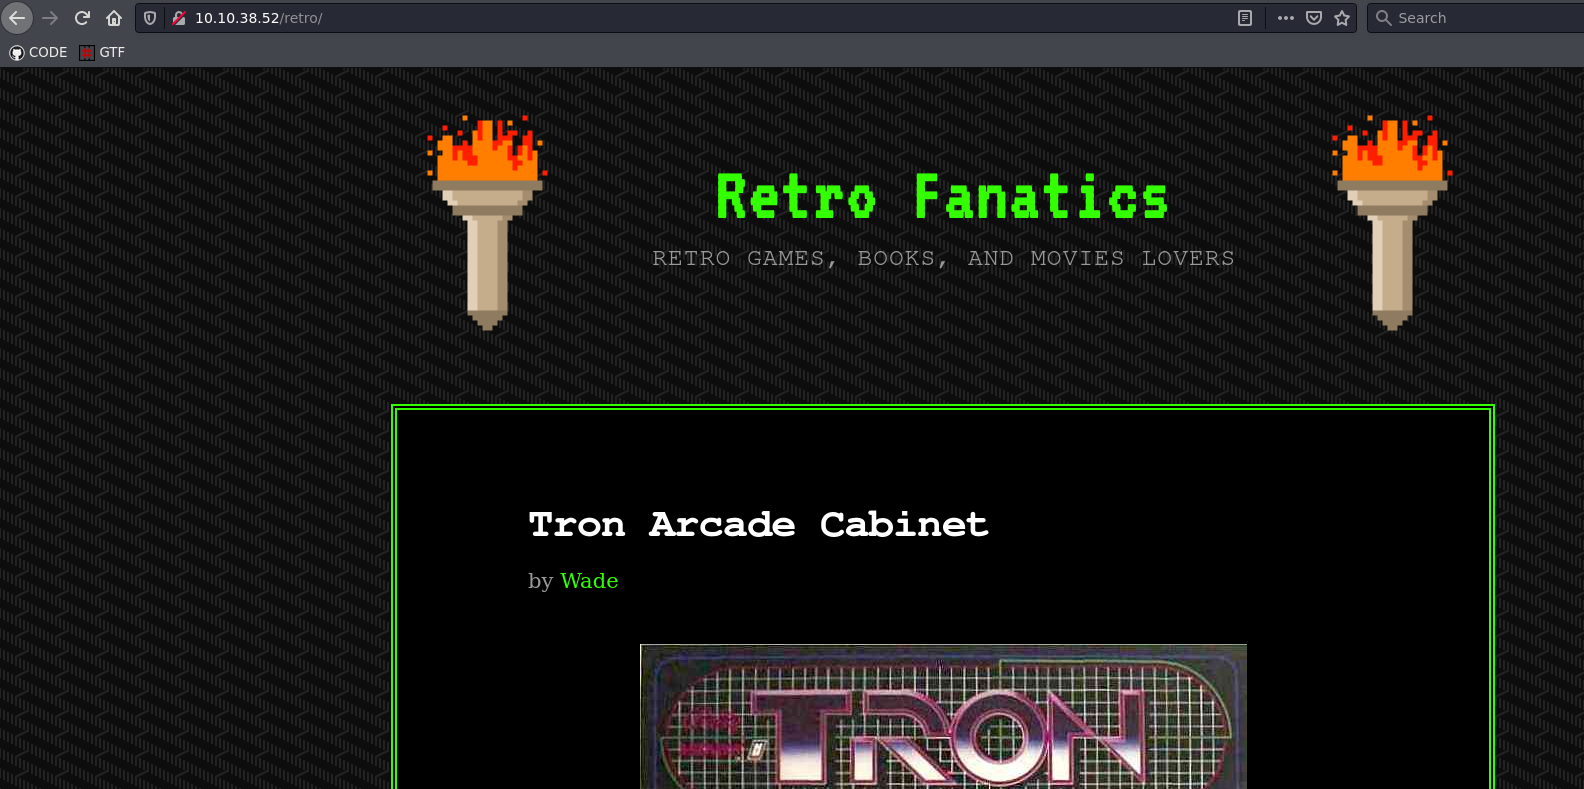 10.10.38.52/retro/
Search
CODE
GTF
Retro Fanatics
RETRO GAMES, BOOKS, AND MOVIES LOVERS
Tron Arcade Cabinet
by Wade
TRON